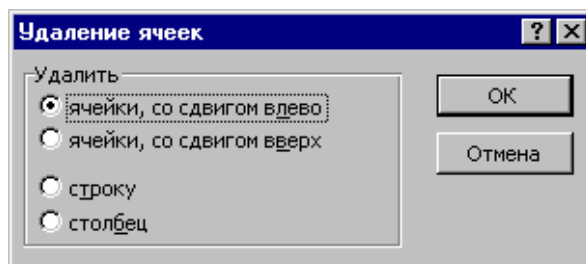 Удаление ячеек
Удалить
ячейки, со сдвигом влево
ячейки, со сдвигом вверх
строку
столбец
OK
Отмена